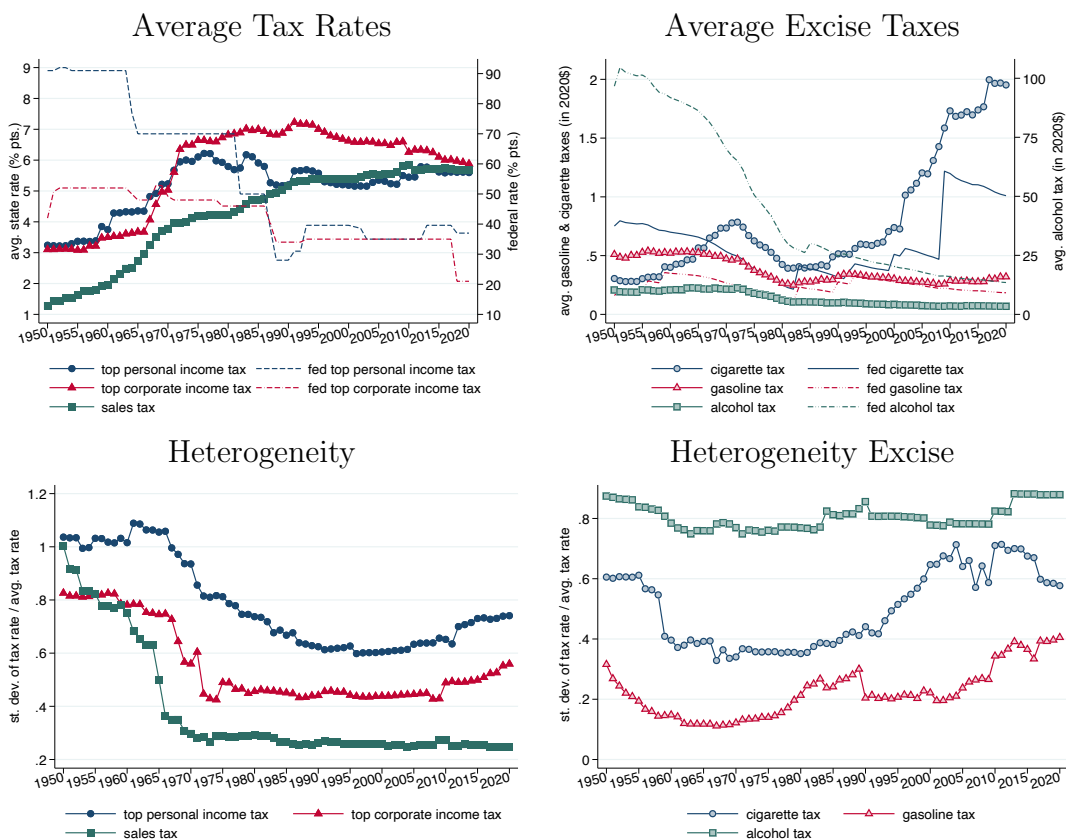 Average Tax Rates
9
8
7
6
5
4
3
2
1
avg. state rate (% pts.)
90
80
70
60
50
40
30
20
10
federal rate (% pts.)
1950 1955 1960 1965 1970 1975 1980 1985 1990 1995 2000 2005 2010 2015 2020
top personal income tax fed top personal income tax
top corporate income tax fed top corporate income tax
sales tax
Average Excise Taxes
2
1.5
1
.5
0
avg. gasoline & cigarette taxes (in 2020$)
100
75
50
25
0
avg. alcohol tax (in 2020$)
1950 1955 1960 1965 1970 1975 1980 1985 1990 1995 2000 2005 2010 2015 2020
cigarette tax fed cigarette tax
gasoline tax fed gasoline tax
alcohol tax fed alcohol tax
Heterogeneity
1.2
1
.8
.6
.4
.2
st. dev. of tax rate / avg. tax rate
1950 1955 1960 1965 1970 1975 1980 1985 1990 1995 2000 2005 2010 2015 2020
top personal income tax top corporate income tax
sales tax
Heterogeneity Excise
.8
.6
.4
.2
0
st. dev. of tax rate / avg. tax rate
1950 1955 1960 1965 1970 1975 1980 1985 1990 1995 2000 2005 2010 2015 2020
cigarette tax gasoline tax
alcohol tax